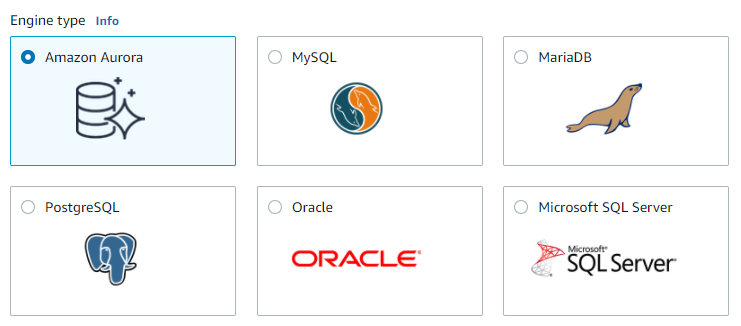 Engine type Info
Amazon Aurora
MySQL
MariaDB
PostgreSQL
Oracle
Microsoft SQL Server
ORACLE®
Microsoft®
SQL Server®